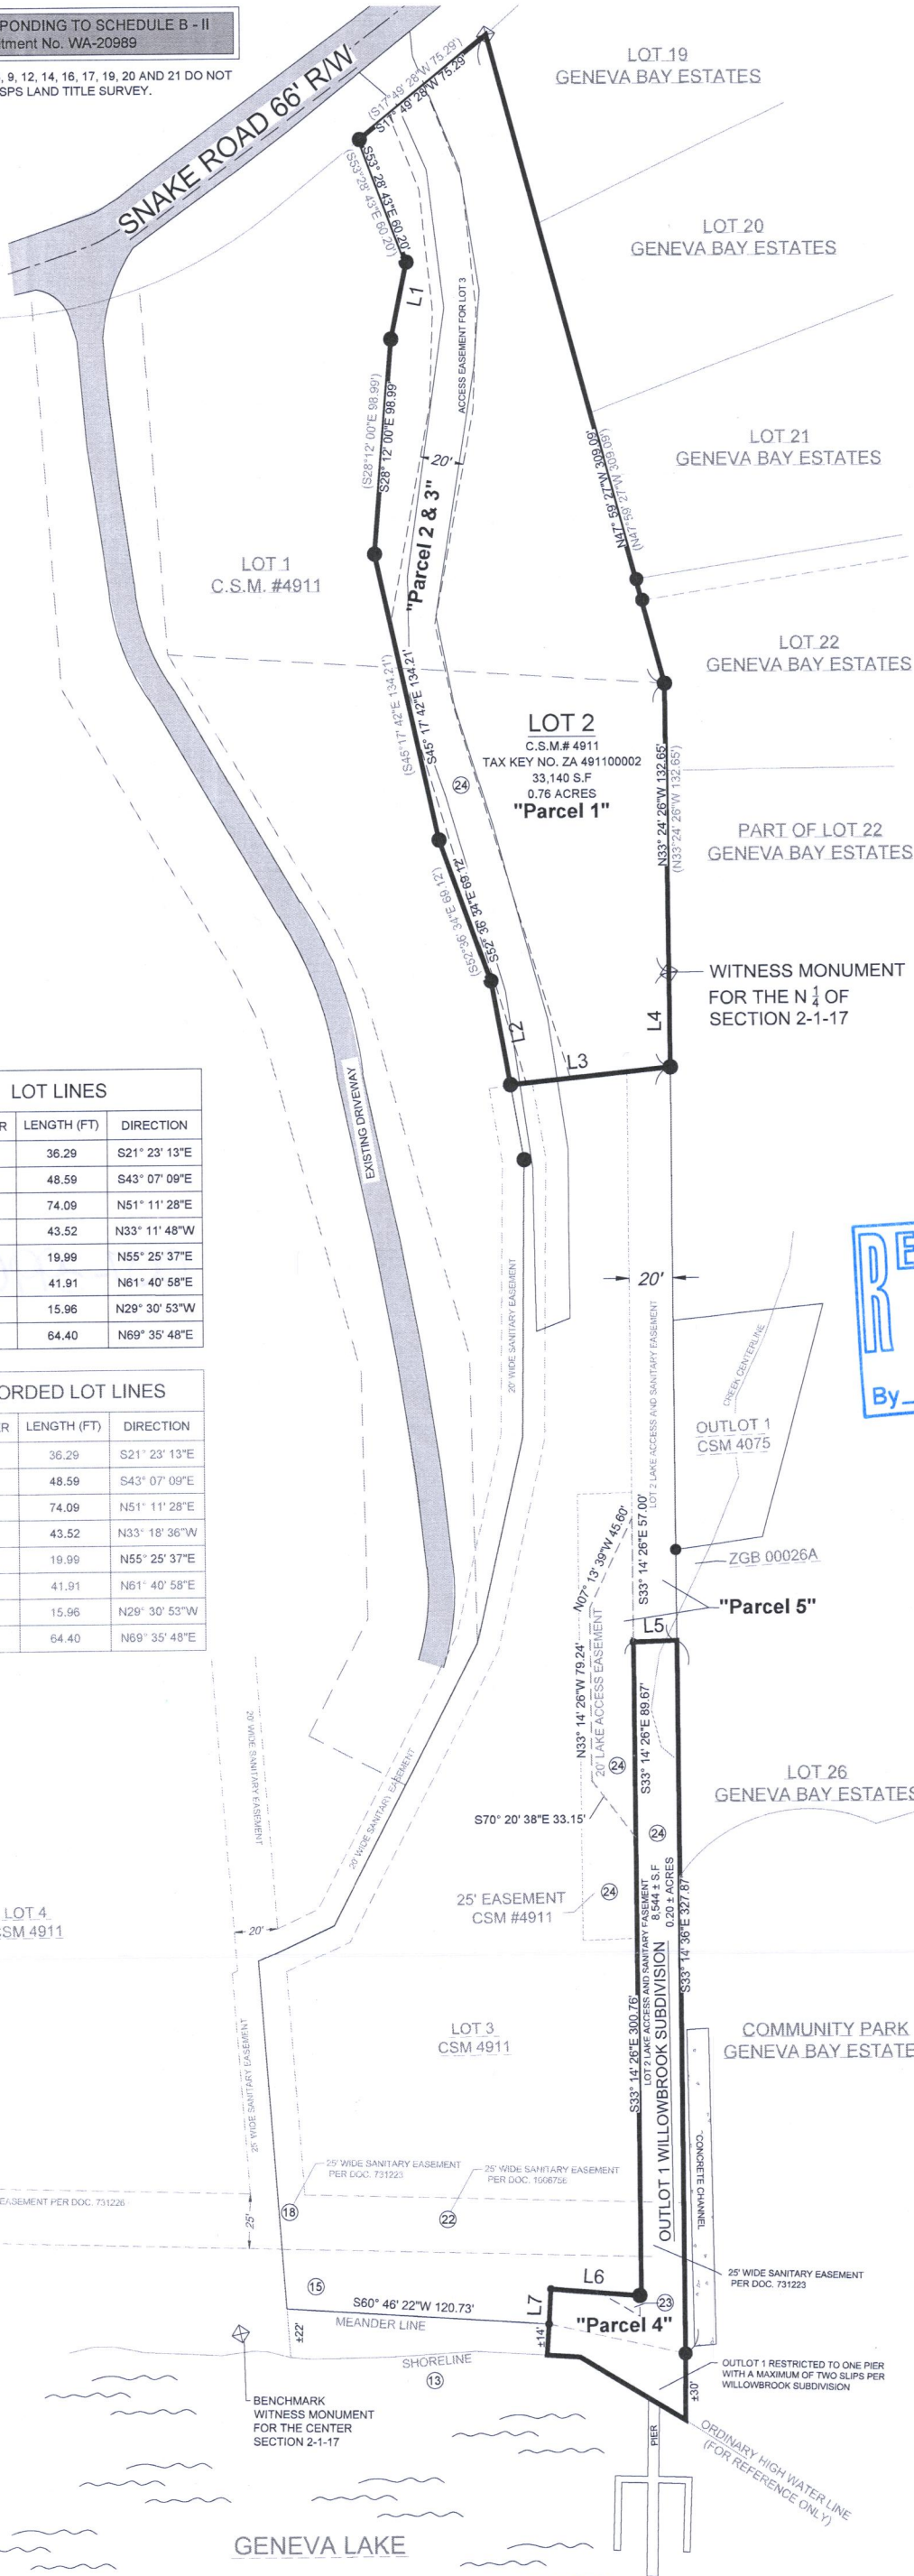 PONDING TO SCHEDULE B - II
tment No. WA-20989
, 9, 12, 14, 16, 17, 19, 20 AND 21 DO NOT
SPS LAND TITLE SURVEY.
SNAKE ROAD 66' R/W
(S17°49'28"W 75.29')
S17° 49' 28"W 75.29'
S53° 28' 43"E 60.20'
(S53°28' 43"E 60.20')
LOT 19
GENEVA BAY ESTATES
LOT 20
GENEVA BAY ESTATES
L1
ACCESS EASEMENT FOR LOT 3
(S28°12' 00"E 98.99')
S28° 12' 00"E 98.99'
20'
"Parcel 2 & 3"
LOT 21
GENEVA BAY ESTATES
N47° 59' 27"W 309.09'
(N47°59' 27"W 309.09')
LOT 1
C.S.M. #4911
LOT 22
GENEVA BAY ESTATES
(S45°17' 42"E 134.21')
S45° 17' 42"E 134.21'
LOT 2
C.S.M.# 4911
TAX KEY NO. ZA 491100002
33,140 S.F
0.76 ACRES
"Parcel 1"
24
N33° 24' 26"W 132.65'
(N33°24' 26"W 132.65')
PART OF LOT 22
GENEVA BAY ESTATES
(S52°36' 34"E 69.12')
S52° 36' 34"E 69.12'
WITNESS MONUMENT
FOR THE N 1/4 OF
SECTION 2-1-17
L2
L3
L4
EXISTING DRIVEWAY
LOT LINES
R LENGTH (FT) DIRECTION
36.29 S21° 23' 13"E
48.59 S43° 07' 09"E
74.09 N51° 11' 28"E
43.52 N33° 11' 48"W
19.99 N55° 25' 37"E
41.91 N61° 40' 58"E
15.96 N29° 30' 53"W
64.40 N69° 35' 48"E
ORDED LOT LINES
ER LENGTH (FT) DIRECTION
36.29 S21° 23' 13"E
48.59 S43° 07' 09"E
74.09 N51° 11' 28"E
43.52 N33° 18' 36"W
19.99 N55° 25' 37"E
41.91 N61° 40' 58"E
15.96 N29° 30' 53"W
64.40 N69° 35' 48"E
20' WIDE SANITARY EASEMENT
20'
LOT 2 LAKE ACCESS AND SANITARY EASEMENT
CREEK CENTERLINE
RE
By
OUTLOT 1
CSM 4075
ZGB 00026A
"Parcel 5"
N07° 13' 39"W 45.60'
S33° 14' 26"E 57.00'
L5
N33° 14' 26"W 79.24'
20' LAKE ACCESS EASEMENT
24
S33° 14' 26"E 89.67'
S70° 20' 38"E 33.15'
LOT 26
GENEVA BAY ESTATES
20' WIDE SANITARY EASEMENT
20' WIDE SANITARY EASEMENT
25' EASEMENT
CSM #4911
24
24
LOT 4
CSM 4911
20'
S33° 14' 26"E 300.76'
LOT 2 LAKE ACCESS AND SANITARY EASEMENT
OUTLOT 1 WILLOWBROOK SUBDIVISION
8,544 ± S.F
0.20 ± ACRES
S33° 14' 36"E 327.87'
LOT 3
CSM 4911
COMMUNITY PARK
GENEVA BAY ESTATE
CONCRETE CHANNEL
25' WIDE SANITARY EASEMENT
25' WIDE SANITARY EASEMENT
PER DOC. 731223
25' WIDE SANITARY EASEMENT
PER DOC. 1006756
EASEMENT PER DOC. 731226
25'
18
22
25' WIDE SANITARY EASEMENT
PER DOC. 731223
15
S60° 46' 22"W 120.73'
MEANDER LINE
L7
L6
23
"Parcel 4"
±22'
±14'
SHORELINE
13
OUTLOT 1 RESTRICTED TO ONE PIER
WITH A MAXIMUM OF TWO SLIPS PER
WILLOWBROOK SUBDIVISION
±30'
BENCHMARK
WITNESS MONUMENT
FOR THE CENTER
SECTION 2-1-17
PIER
ORDINARY HIGH WATER LINE
(FOR REFERENCE ONLY)
GENEVA LAKE